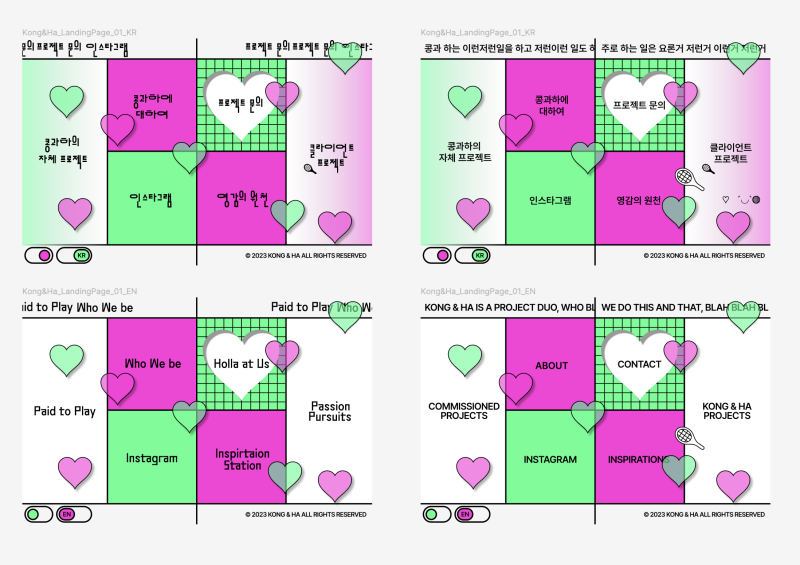 Kong&Ha_LandingPage_01_KR
문의 프로젝트 문의 인스타그램
프로젝트 문의 프로젝트 문의
콩과하에
대하여
프로젝트 문의
콩과하의
자체 프로젝트
클라이언트
프로젝트
인스타그램
영감의 원천
KR
© 2023 KONG & HA ALL RIGHTS RESERVED
Kong&Ha_LandingPage_01_KR
콩과 하는 이런저런일을 하고 저런이런 일도 하
주로 하는 일은 요런거 저런거 이런거 저런거
콩과하에
대하여
프로젝트 문의
콩과하의
자체 프로젝트
클라이언트
프로젝트
인스타그램
영감의 원천
KR
© 2023 KONG & HA ALL RIGHTS RESERVED
Kong&Ha_LandingPage_01_EN
id to Play Who We be
Paid to Play Who We
Who We be
Holla at Us
Paid to Play
Passion
Pursuits
Instagram
Inspirtaion
Station
EN
© 2023 KONG & HA ALL RIGHTS RESERVED
Kong&Ha_LandingPage_01_EN
KONG & HA IS A PROJECT DUO, WHO BL
WE DO THIS AND THAT, BLAH BLAH BL
ABOUT
CONTACT
COMMISSIONED
PROJECTS
KONG & HA
PROJECTS
INSTAGRAM
INSPIRATIONS
EN
© 2023 KONG & HA ALL RIGHTS RESERVED